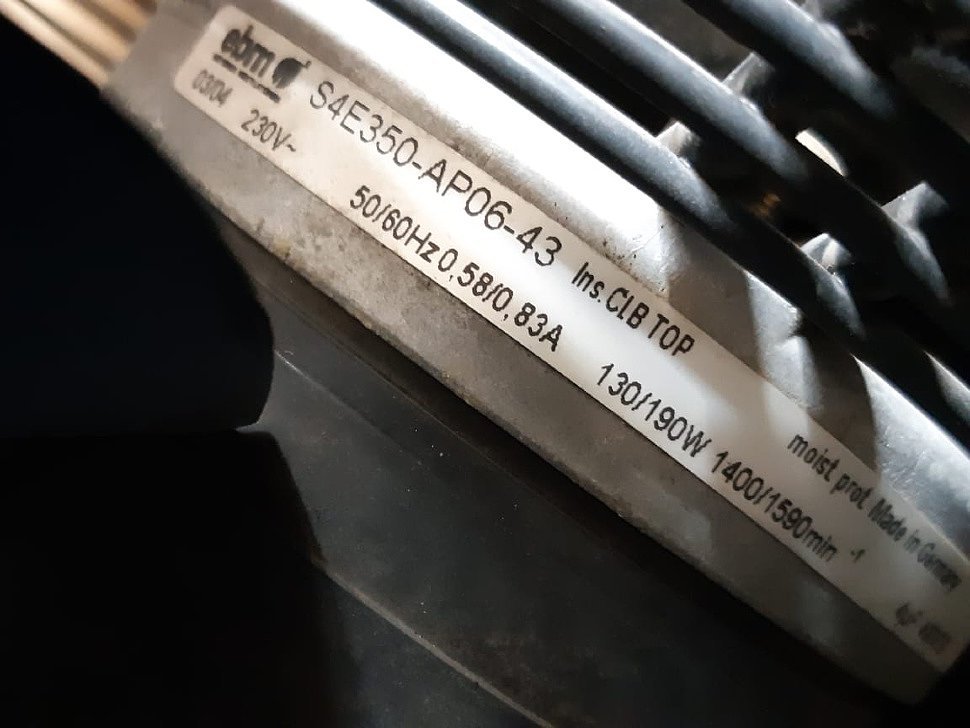 ebm
S4E350-AP06-43 Ins.Cl.B TOP moist prot. Made in Germany
03/04 230V~ 50/60Hz 0,58/0,83A 130/190W 1400/1590min -1